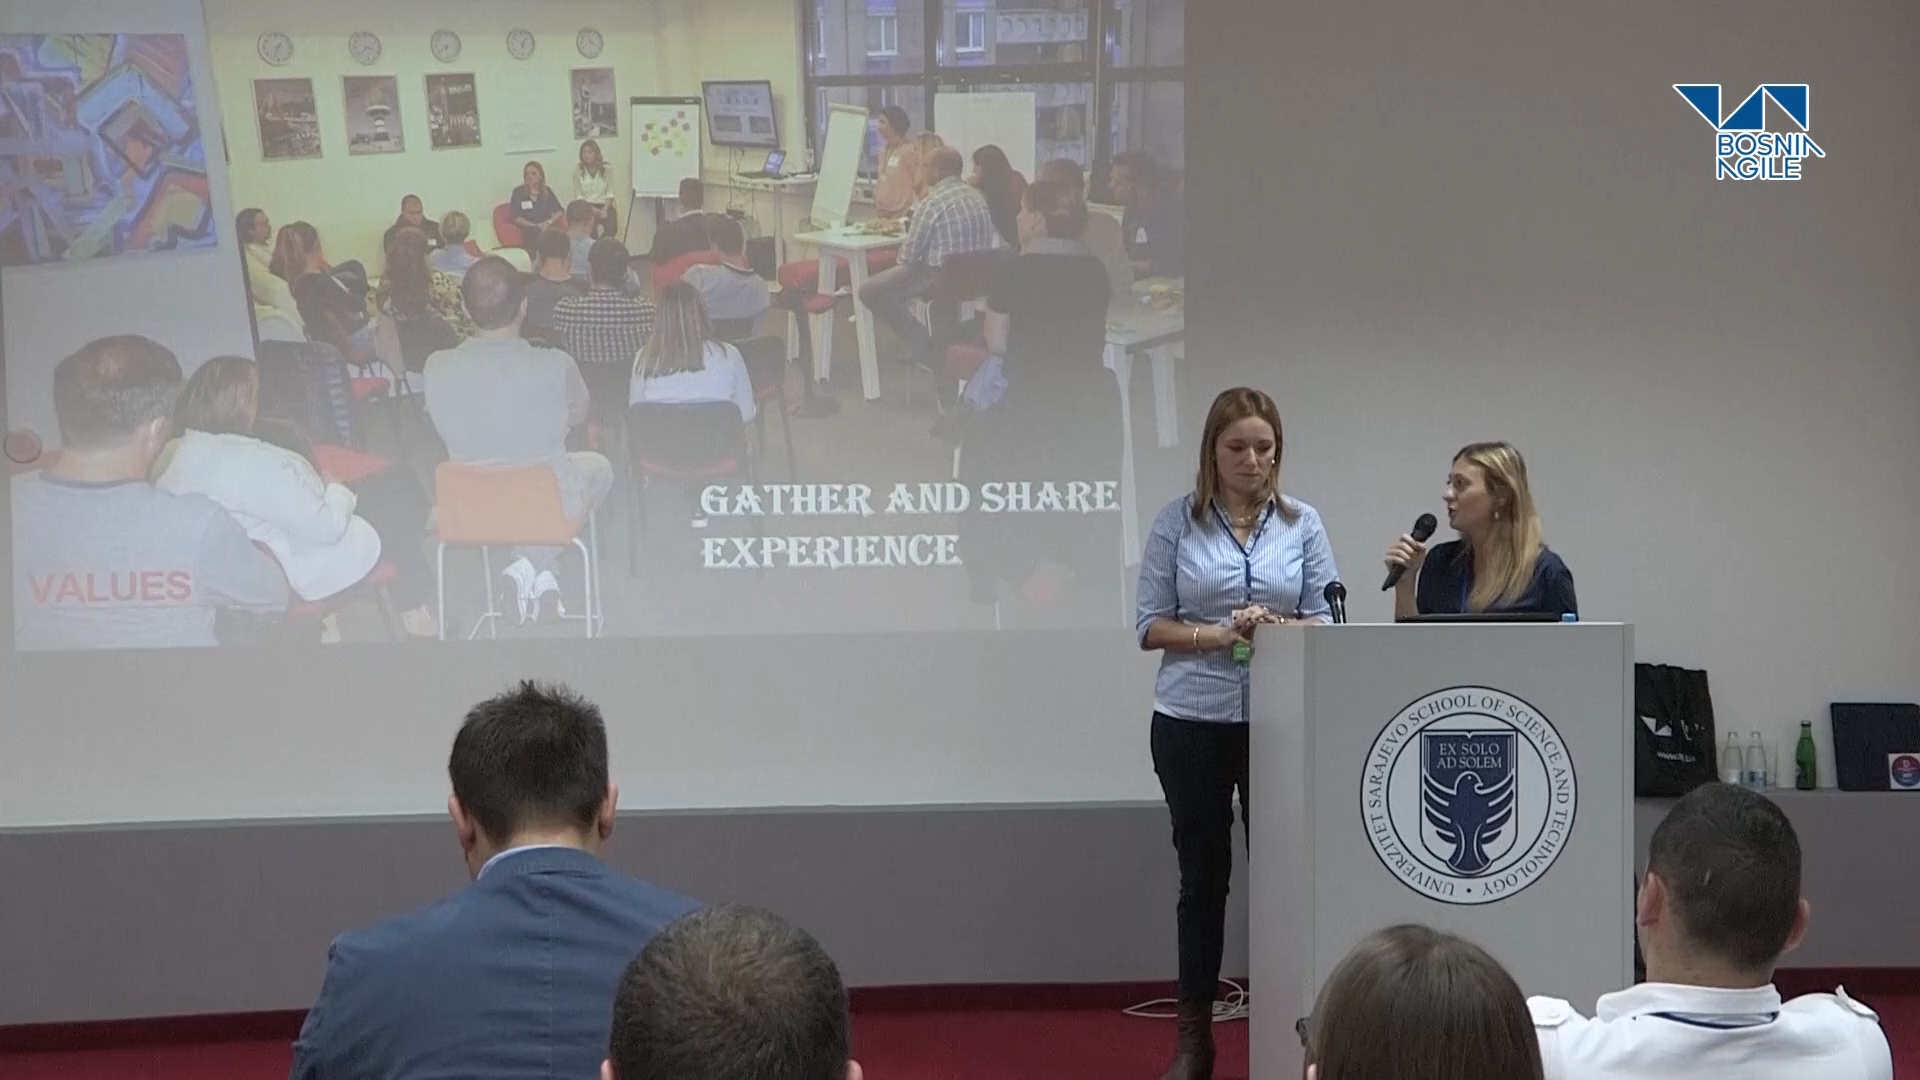 BOSNIA
AGILE
GATHER AND SHARE
EXPERIENCE
VALUES
UNIVERZITET SARAJEVO SCHOOL OF SCIENCE AND TECHNOLOGY
EX SOLO
AD SOLEM